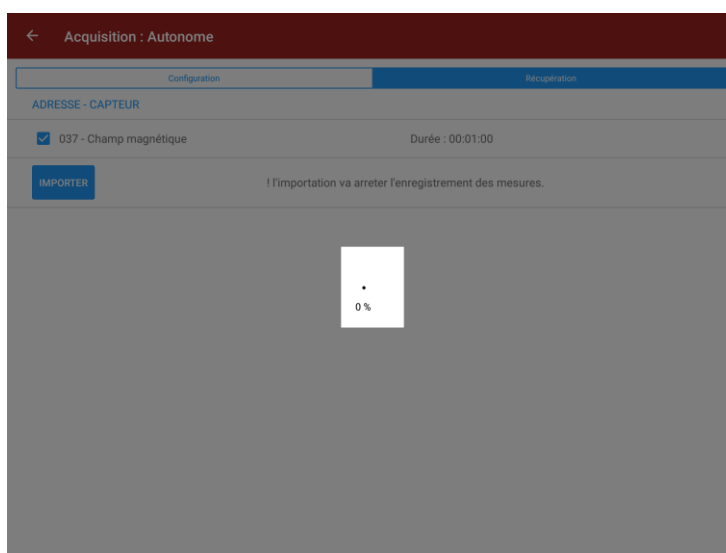 Acquisition : Autonome
Configuration
Récupération
ADRESSE - CAPTEUR
037 - Champ magnétique
Durée : 00:01:00
IMPORTER
! l'importation va arreter l'enregistrement des mesures.
0 %